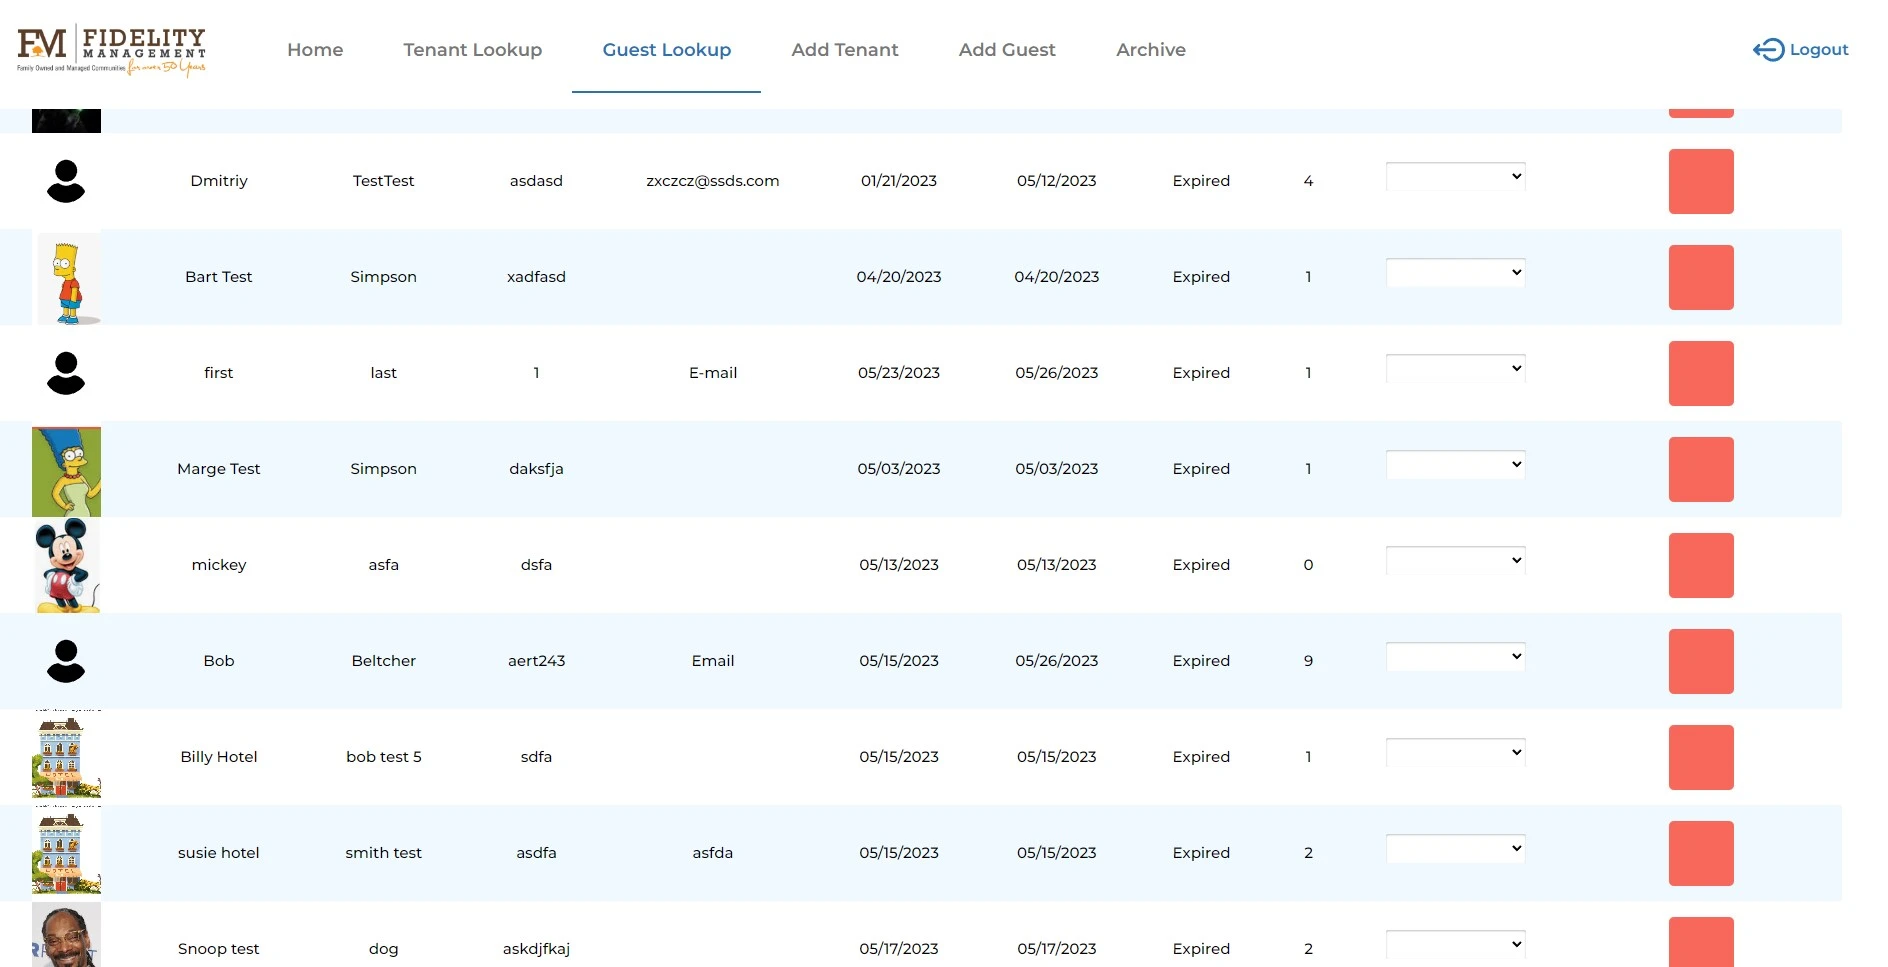 FM FIDELITY
MANAGEMENT
Family Owned and Managed Communities for over 50 Years
Home Tenant Lookup Guest Lookup Add Tenant Add Guest Archive Logout
Dmitriy TestTest asdasd zxczcz@ssds.com 01/21/2023 05/12/2023 Expired 4
Bart Test Simpson xadfasd 04/20/2023 04/20/2023 Expired 1
first last 1 E-mail 05/23/2023 05/26/2023 Expired 1
Marge Test Simpson daksfja 05/03/2023 05/03/2023 Expired 1
mickey asfa dsfa 05/13/2023 05/13/2023 Expired 0
Bob Beltcher aert243 Email 05/15/2023 05/26/2023 Expired 9
HOTEL
Billy Hotel bob test 5 sdfa 05/15/2023 05/15/2023 Expired 1
HOTEL
susie hotel smith test asdfa asfda 05/15/2023 05/15/2023 Expired 2
Snoop test dog askdjfkaj 05/17/2023 05/17/2023 Expired 2